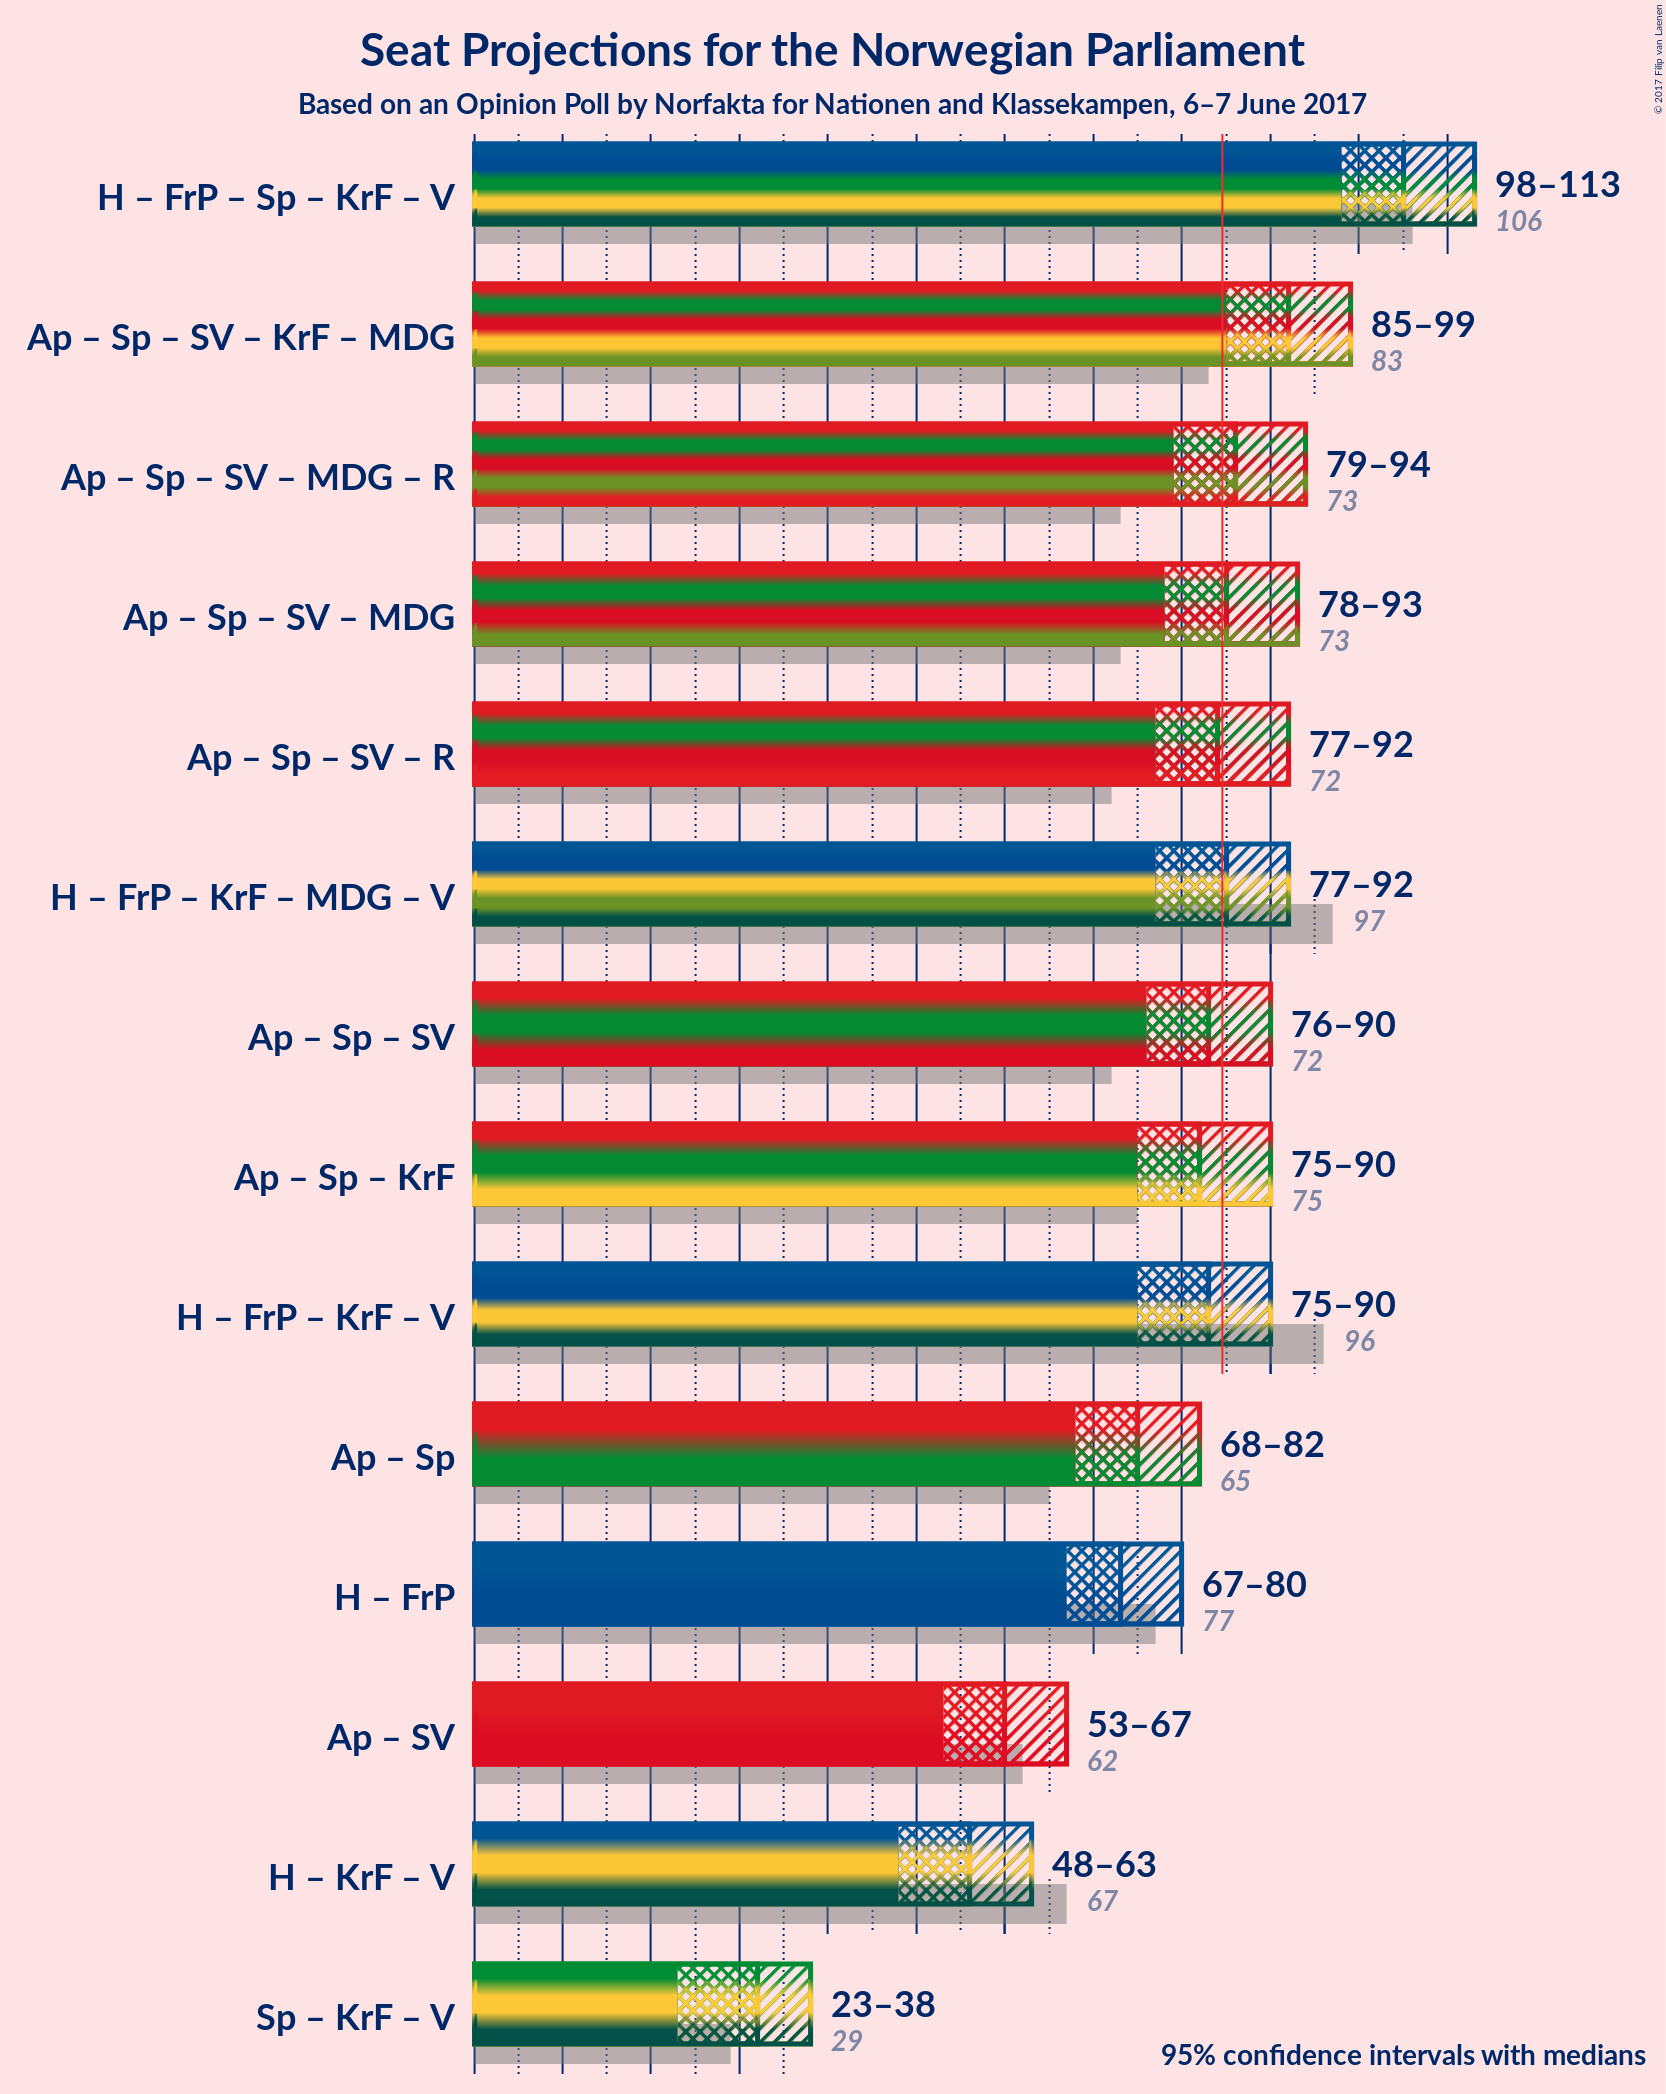 Seat Projections for the Norwegian Parliament
Based on an Opinion Poll by Norfakta for Nationen and Klassekampen, 6–7 June 2017
© 2017 Filip van Laenen
H – FrP – Sp – KrF – V
98–113
106
Ap – Sp – SV – KrF – MDG
85–99
83
Ap – Sp – SV – MDG – R
79–94
73
Ap – Sp – SV – MDG
78–93
73
Ap – Sp – SV – R
77–92
72
H – FrP – KrF – MDG – V
77–92
97
Ap – Sp – SV
76–90
72
Ap – Sp – KrF
75–90
75
H – FrP – KrF – V
75–90
96
Ap – Sp
68–82
65
H – FrP
67–80
77
Ap – SV
53–67
62
H – KrF – V
48–63
67
Sp – KrF – V
23–38
29
95% confidence intervals with medians